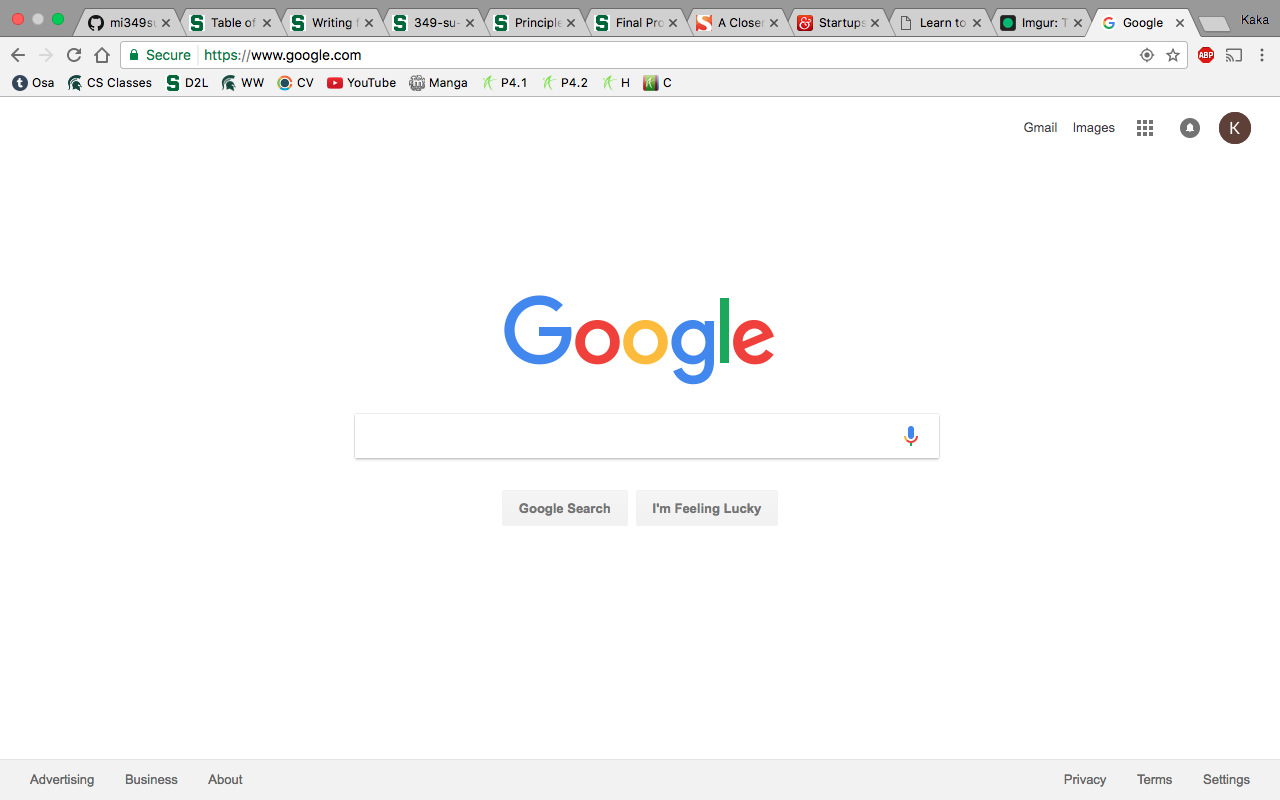 mi349su Table of Writing f 349-su- Principle Final Pro A Closer Startups Learn to Imgur: T Google Kaka
Secure https://www.google.com ABP
Osa CS Classes D2L WW CV YouTube Manga P4.1 P4.2 H C
Gmail Images K
Google
Google Search I'm Feeling Lucky
Advertising Business About Privacy Terms Settings